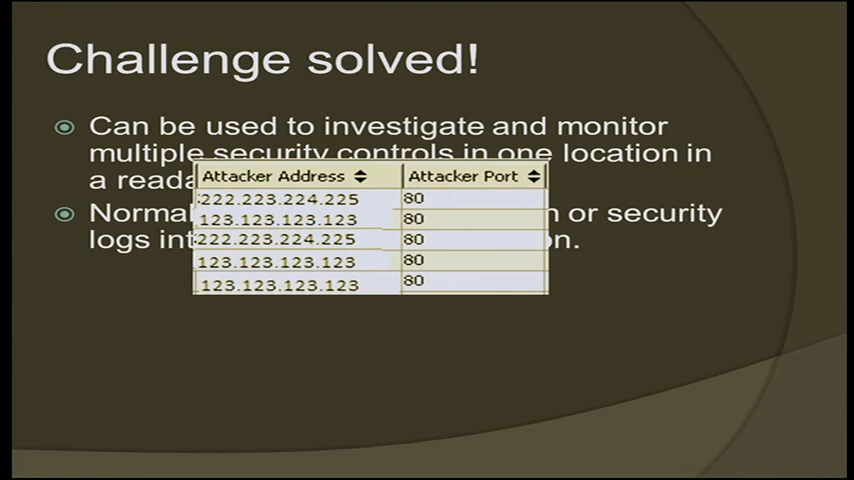 Challenge solved!
Can be used to investigate and monitor
multiple security controls in one location in
a reada
Normal
n or security
logs int
on.
Attacker Address Attacker Port
222.223.224.225 80
123.123.123.123 80
222.223.224.225 80
123.123.123.123 80
123.123.123.123 80